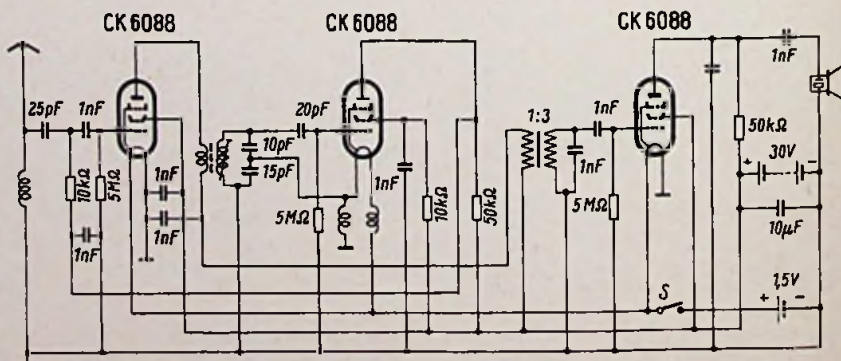 CK 6088
CK 6088
CK 6088
25pF
1nF
10kΩ
5MΩ
1nF
1nF
1nF
10pF
15pF
20pF
5MΩ
1nF
10kΩ
50kΩ
1:3
1nF
1nF
5MΩ
S
1nF
50kΩ
+ 30V -
10µF
1,5V
+ -